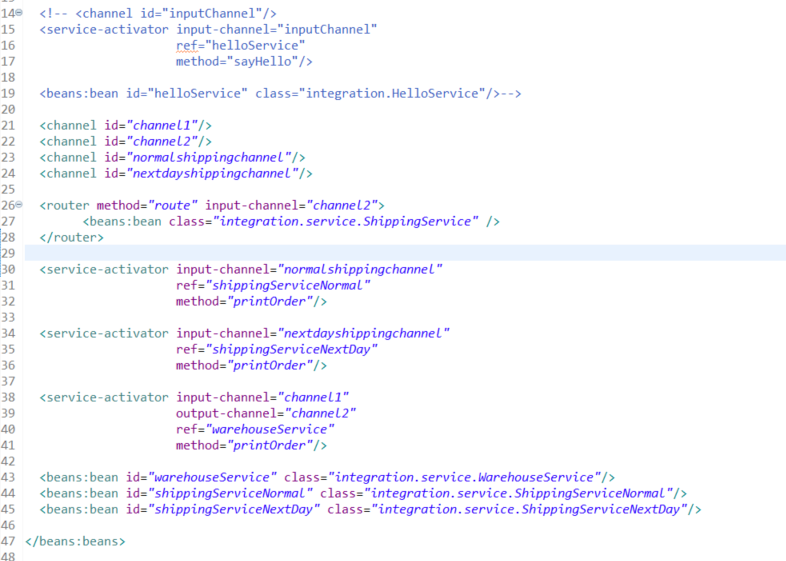 14 <!-- <channel id="inputChannel"/>
15 <service-activator input-channel="inputChannel"
16 ref="helloService"
17 method="sayHello"/>
18
19 <beans:bean id="helloService" class="integration.HelloService"/>-->
20
21 <channel id="channel1"/>
22 <channel id="channel2"/>
23 <channel id="normalshippingchannel"/>
24 <channel id="nextdayshippingchannel"/>
25
26 <router method="route" input-channel="channel2">
27 <beans:bean class="integration.service.ShippingService" />
28 </router>
29
30 <service-activator input-channel="normalshippingchannel"
31 ref="shippingServiceNormal"
32 method="printOrder"/>
33
34 <service-activator input-channel="nextdayshippingchannel"
35 ref="shippingServiceNextDay"
36 method="printOrder"/>
37
38 <service-activator input-channel="channel1"
39 output-channel="channel2"
40 ref="warehouseService"
41 method="printOrder"/>
42
43 <beans:bean id="warehouseService" class="integration.service.WarehouseService"/>
44 <beans:bean id="shippingServiceNormal" class="integration.service.ShippingServiceNormal"/>
45 <beans:bean id="shippingServiceNextDay" class="integration.service.ShippingServiceNextDay"/>
46
47 </beans:beans>
48